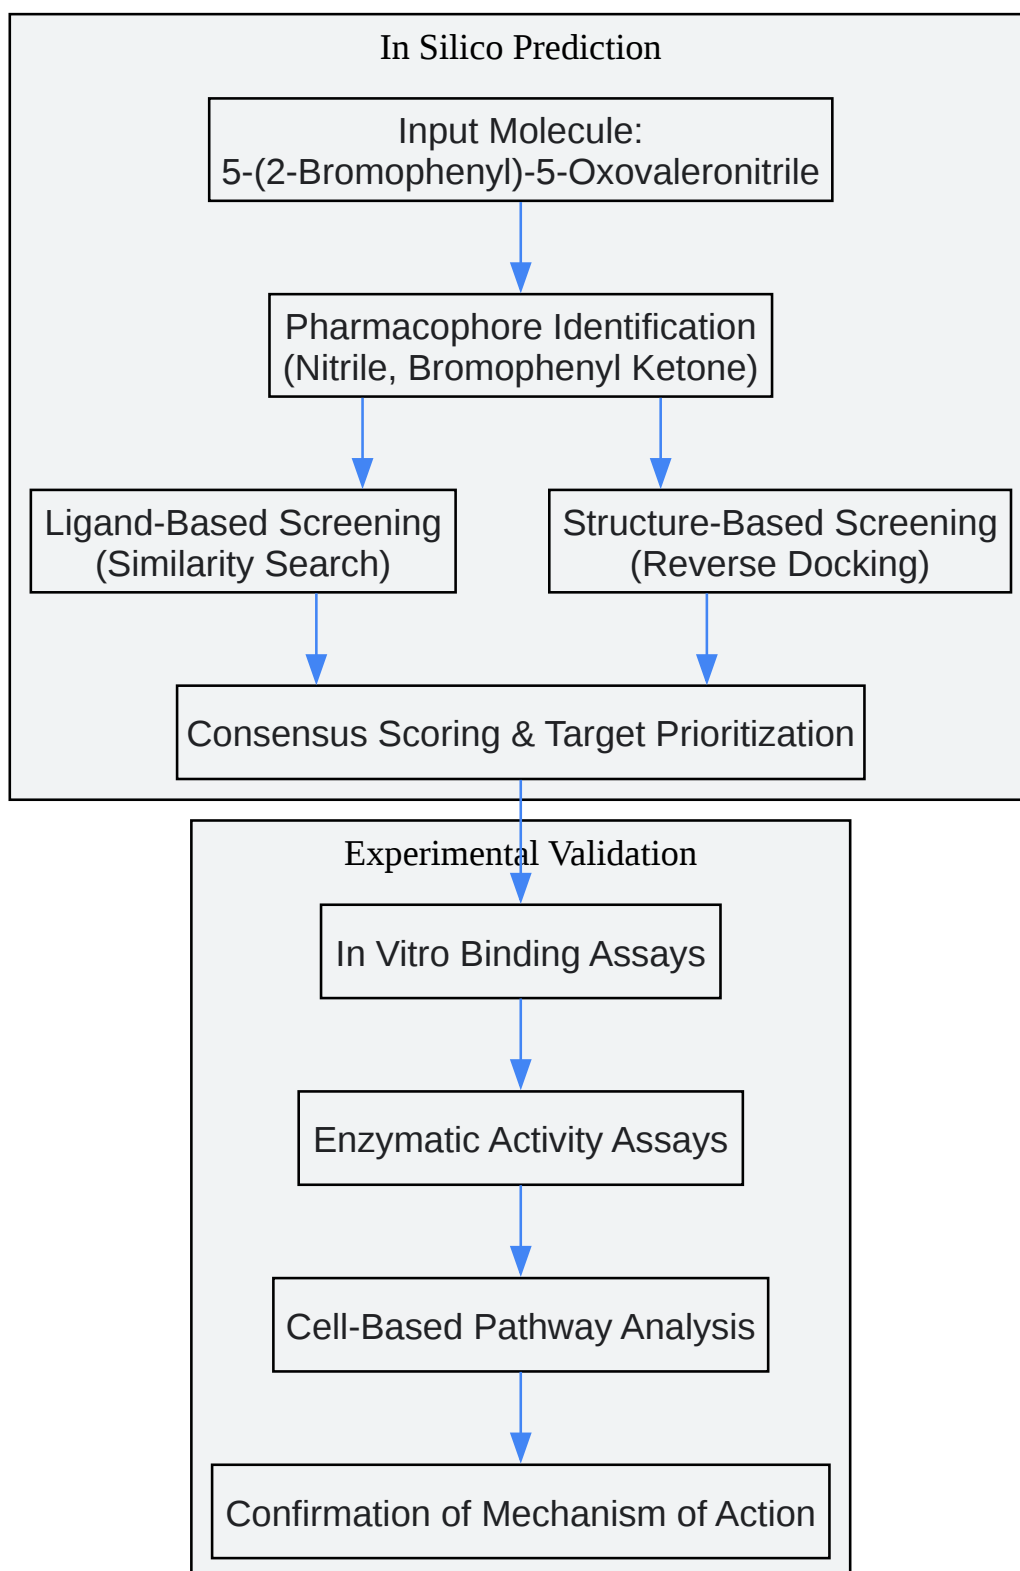 In Silico Prediction
Input Molecule:
5-(2-Bromophenyl)-5-Oxovaleronitrile
Pharmacophore Identification
(Nitrile, Bromophenyl Ketone)
Ligand-Based Screening
(Similarity Search)
Structure-Based Screening
(Reverse Docking)
Consensus Scoring & Target Prioritization
Experimental Validation
In Vitro Binding Assays
Enzymatic Activity Assays
Cell-Based Pathway Analysis
Confirmation of Mechanism of Action